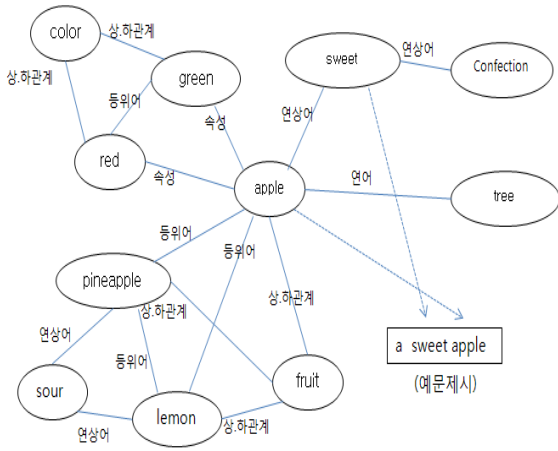 color
상.하관계
green
sweet
연상어
Confection
상.하관계
등위어
연상어
속성
red
속성
apple
연어
tree
등위어
등위어
pineapple
상.하관계
상.하관계
연상어
등위어
a sweet apple
(예문제시)
sour
fruit
lemon
상.하관계
연상어